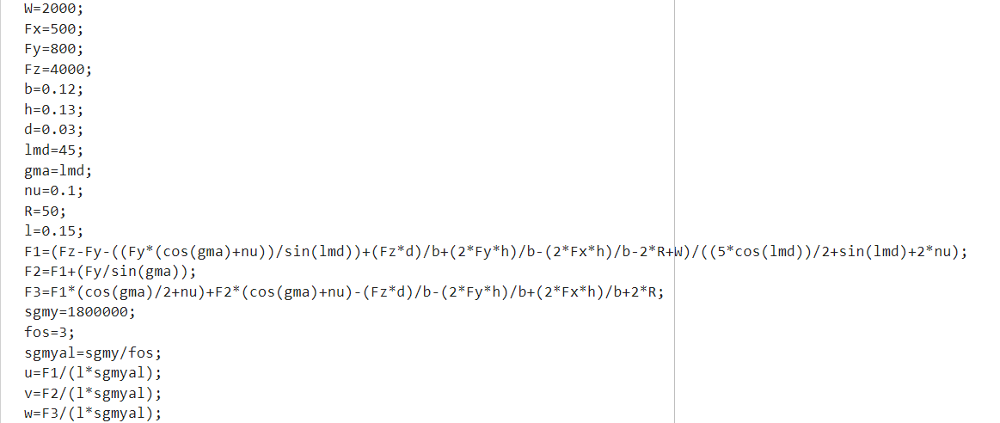 W=2000;
Fx=500;
Fy=800;
Fz=4000;
b=0.12;
h=0.13;
d=0.03;
lmd=45;
gma=lmd;
nu=0.1;
R=50;
l=0.15;
F1=(Fz-Fy-((Fy*(cos(gma)+nu))/sin(lmd))+(Fz*d)/b+(2*Fy*h)/b-(2*Fx*h)/b-2*R+W)/((5*cos(lmd))/2+sin(lmd)+2*nu);
F2=F1+(Fy/sin(gma));
F3=F1*(cos(gma)/2+nu)+F2*(cos(gma)+nu)-(Fz*d)/b-(2*Fy*h)/b+(2*Fx*h)/b+2*R;
sgmy=1800000;
fos=3;
sgmyal=sgmy/fos;
u=F1/(l*sgmyal);
v=F2/(l*sgmyal);
w=F3/(l*sgmyal);